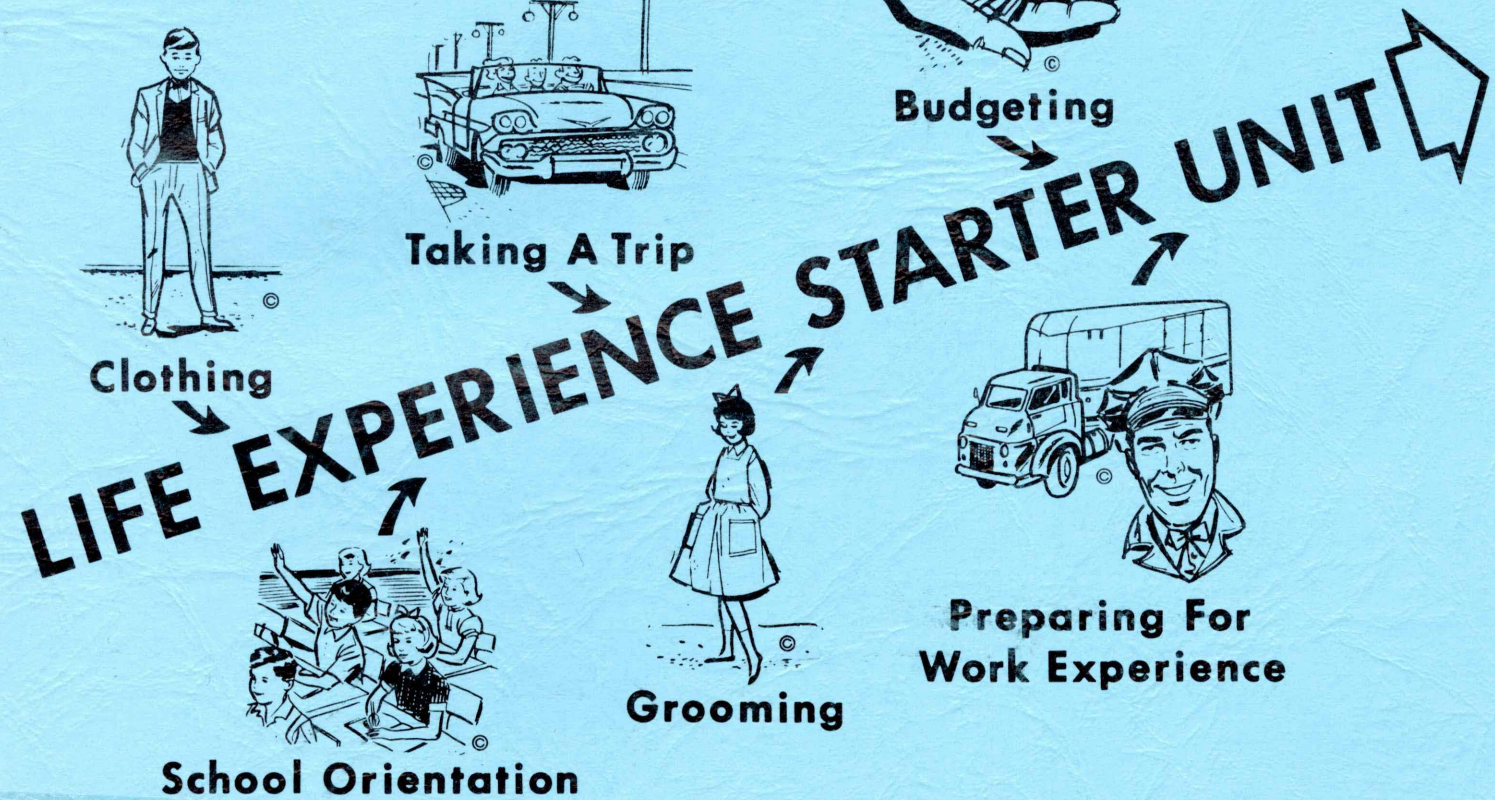 ©
Budgeting
©
Taking A Trip
©
Clothing
LIFE EXPERIENCE STARTER UNIT
©
Preparing For
Work Experience
©
Grooming
©
School Orientation